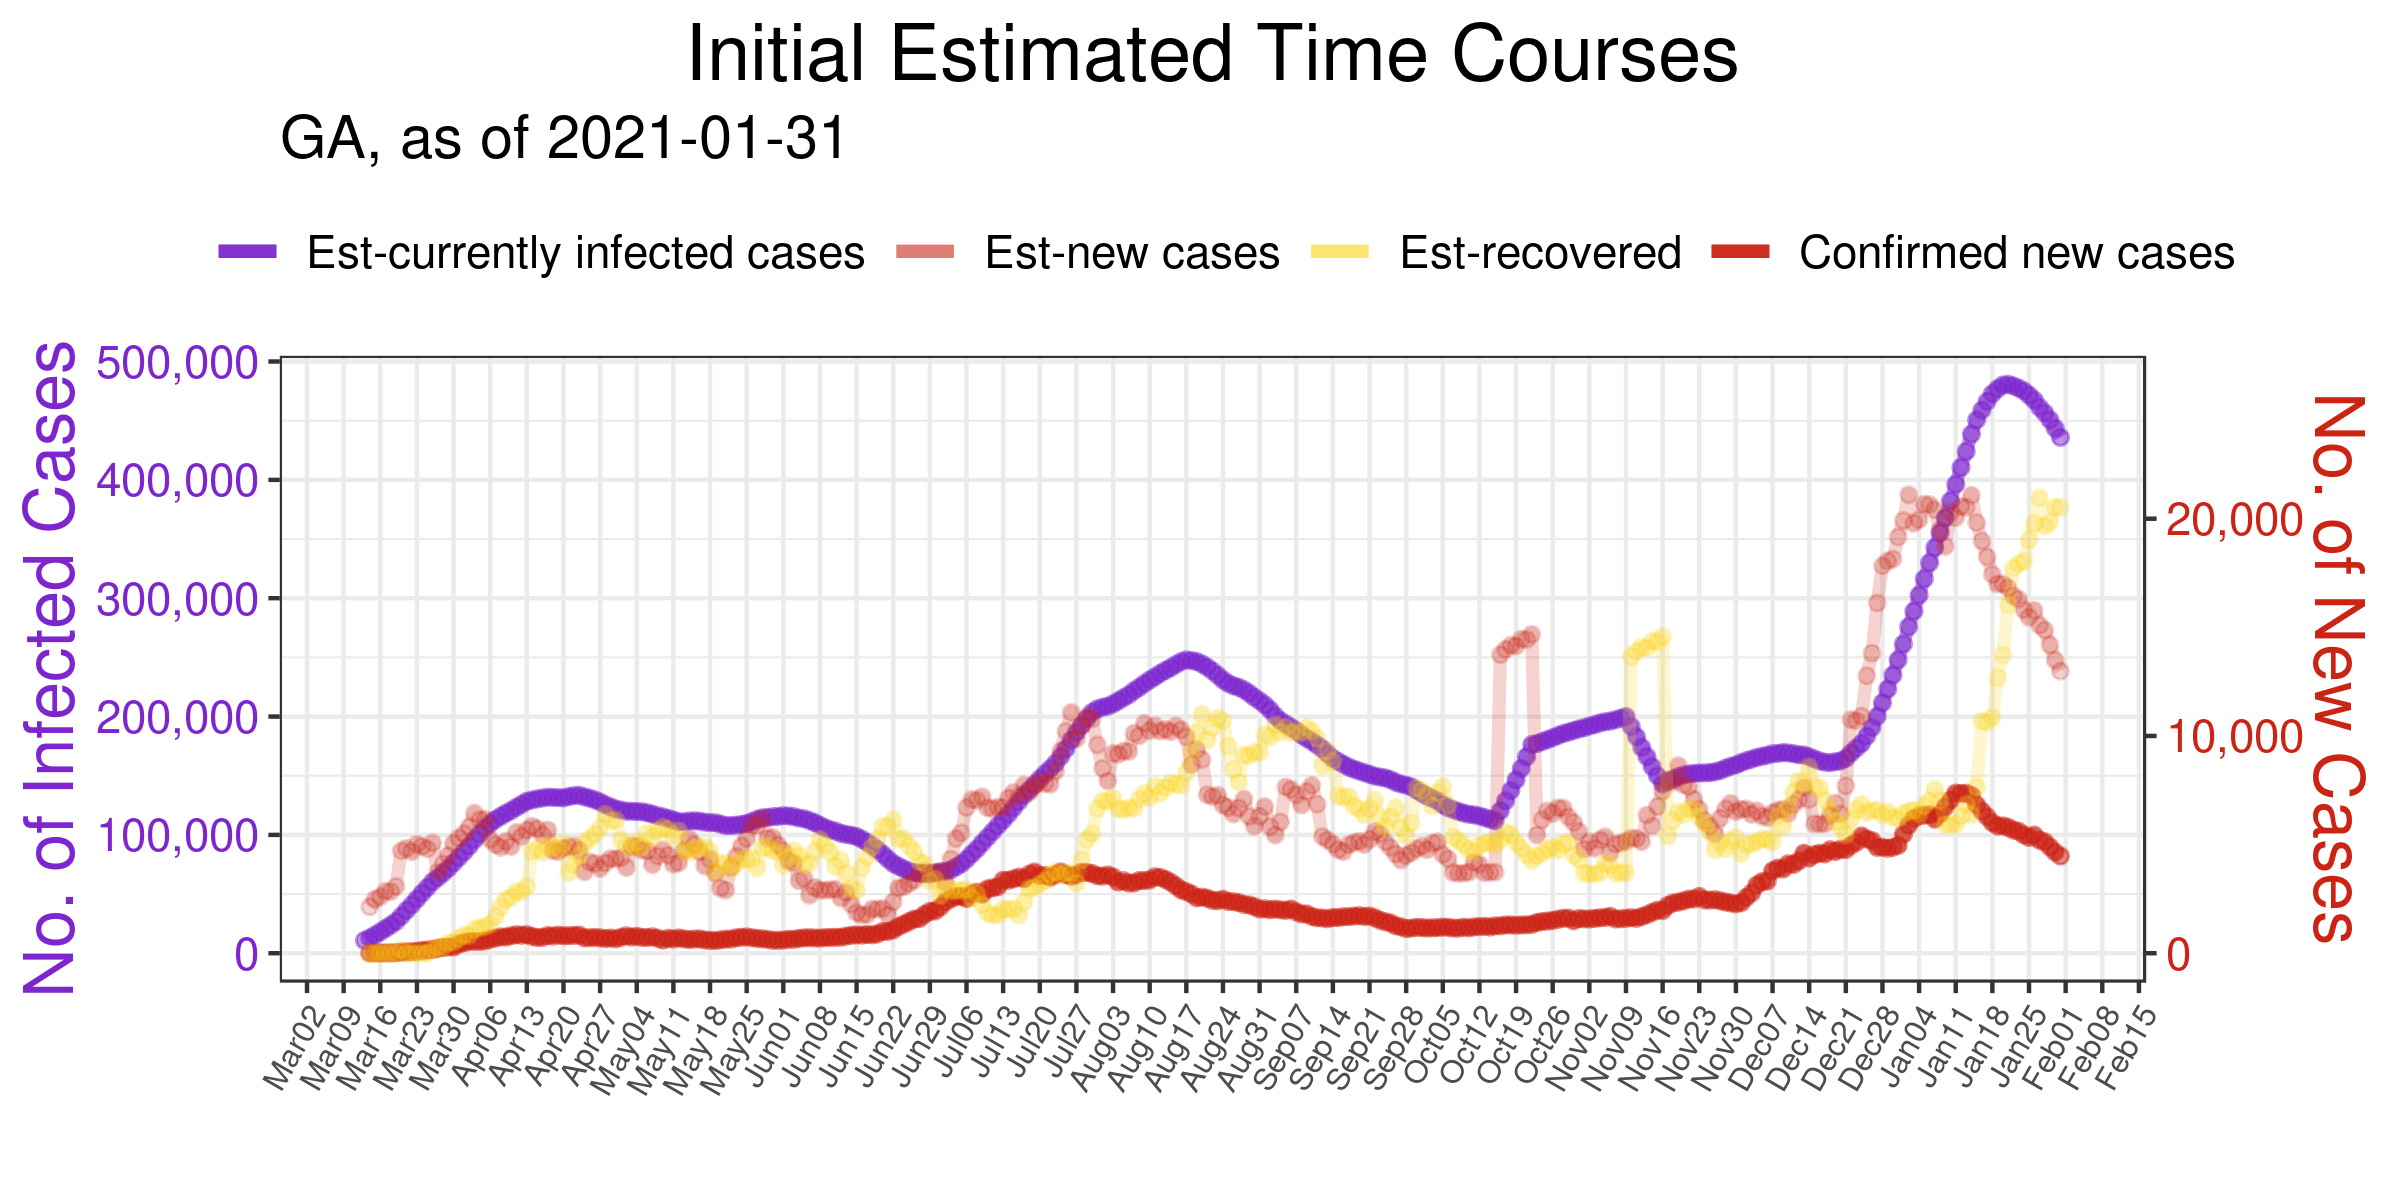 Initial Estimated Time Courses
GA, as of 2021-01-31
Est-currently infected cases Est-new cases Est-recovered Confirmed new cases
No. of Infected Cases
500,000
400,000
300,000
200,000
100,000
0
20,000
10,000
0
No. of New Cases
Mar02 Mar09 Mar16 Mar23 Mar30 Apr06 Apr13 Apr20 Apr27 May04 May11 May18 May25 Jun01 Jun08 Jun15 Jun22 Jun29 Jul06 Jul13 Jul20 Jul27 Aug03 Aug10 Aug17 Aug24 Aug31 Sep07 Sep14 Sep21 Sep28 Oct05 Oct12 Oct19 Oct26 Nov02 Nov09 Nov16 Nov23 Nov30 Dec07 Dec14 Dec21 Dec28 Jan04 Jan11 Jan18 Jan25 Feb01 Feb08 Feb15